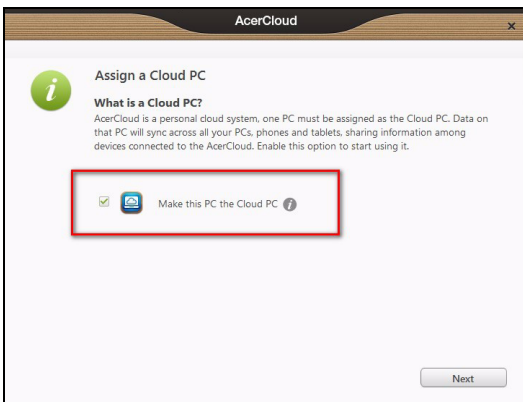 AcerCloud
Assign a Cloud PC
What is a Cloud PC?
AcerCloud is a personal cloud system, one PC must be assigned as the Cloud PC. Data on
that PC will sync across all your PCs, phones and tablets, sharing information among
devices connected to the AcerCloud. Enable this option to start using it.
Make this PC the Cloud PC
Next